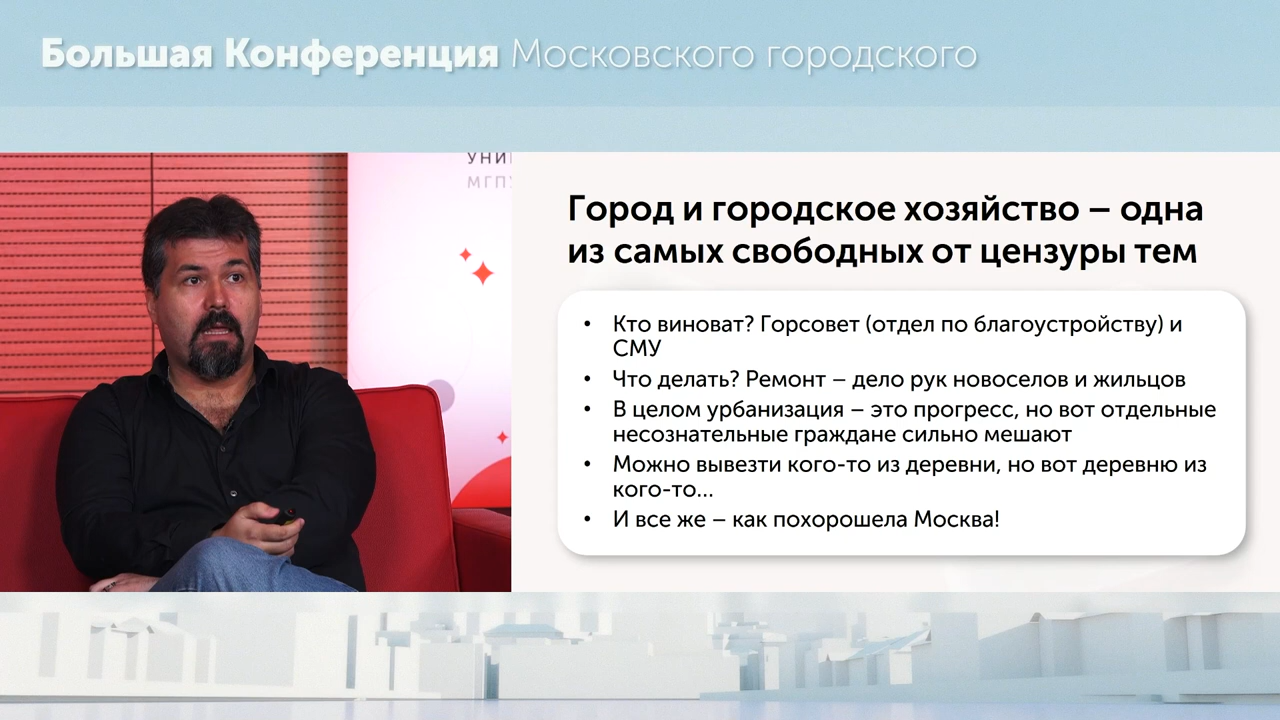 Большая Конференция Московского городского
УНИ
МГП
Город и городское хозяйство – одна
из самых свободных от цензуры тем
• Кто виноват? Горсовет (отдел по благоустройству) и
СМУ
• Что делать? Ремонт – дело рук новоселов и жильцов
• В целом урбанизация – это прогресс, но вот отдельные
несознательные граждане сильно мешают
• Можно вывезти кого-то из деревни, но вот деревню из
кого-то...
• И все же – как похорошела Москва!